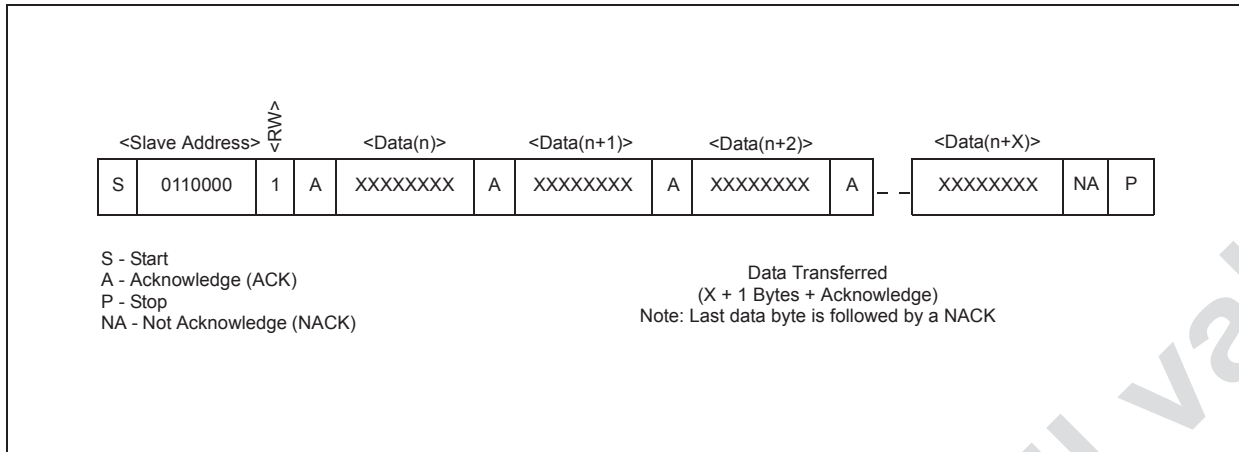 <Slave Address> <RW> <Data(n)> <Data(n+1)> <Data(n+2)> <Data(n+X)>
S 0110000 1 A XXXXXXXX A XXXXXXXX A XXXXXXXX A XXXXXXXX NA P
S - Start
A - Acknowledge (ACK)
P - Stop
NA - Not Acknowledge (NACK)
Data Transferred
(X + 1 Bytes + Acknowledge)
Note: Last data byte is followed by a NACK